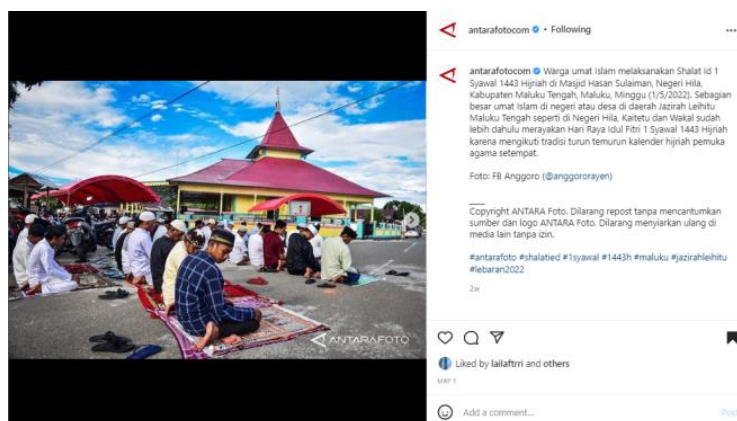 antarafotocom • Following
antarafotocom Warga umat Islam melaksanakan Shalat Id 1
Syawal 1443 Hijriah di Masjid Hasan Sulaiman, Negeri Hila,
Kabupaten Maluku Tengah, Maluku, Minggu (1/5/2022). Sebagian
besar umat Islam di negeri atau desa di daerah Jazirah Leihitu
Maluku Tengah seperti di Negeri Hila, Kaitetu dan Wakal sudah
lebih dahulu merayakan Hari Raya Idul Fitri 1 Syawal 1443 Hijriah
karena mengikuti tradisi turun temurun kalender hijriah pemuka
agama setempat.
Foto: FB Anggoro (@anggororayen)
Copyright ANTARA Foto. Dilarang repost tanpa mencantumkan
sumber dan logo ANTARA Foto. Dilarang menyiarkan ulang di
media lain tanpa izin.
#antarafoto #shalatied #1syawal #1443h #maluku #jazirahleihitu
#lebaran2022
2w
ANTARAFOTO
Liked by lailaftrri and others
MAY 1
Add a comment...
Post